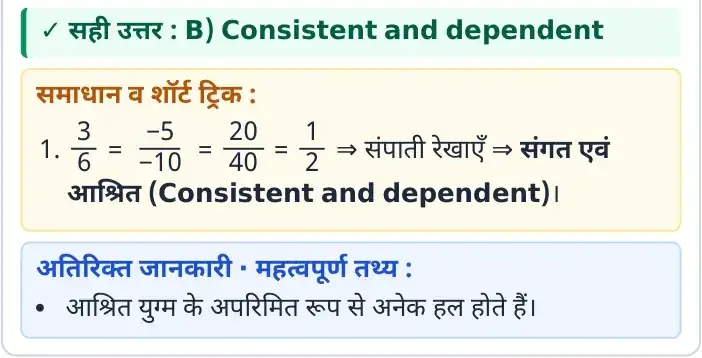 ✓ सही उत्तर : B) Consistent and dependent
समाधान व शॉर्ट ट्रिक :
1. 3/6 = −5/−10 = 20/40 = 1/2 ⇒ संपाती रेखाएँ ⇒ संगत एवं
आश्रित (Consistent and dependent)।
अतिरिक्त जानकारी · महत्वपूर्ण तथ्य :
• आश्रित युग्म के अपरिमित रूप से अनेक हल होते हैं।